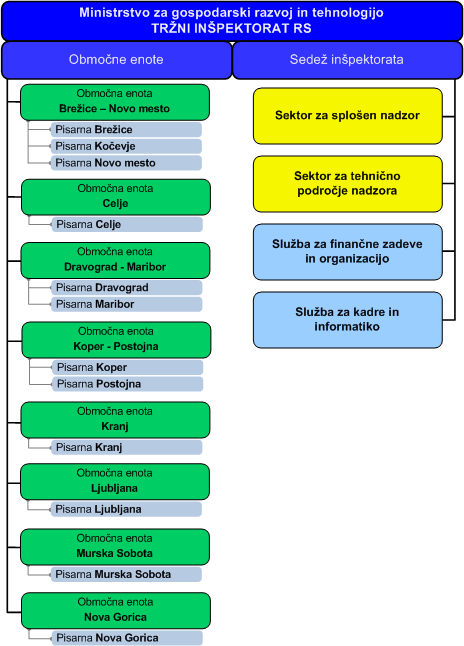 Ministrstvo za gospodarski razvoj in tehnologijo
TRŽNI INŠPEKTORAT RS
Območne enote
Sedež inšpektorata
Območna enota
Brežice – Novo mesto
Pisarna Brežice
Pisarna Kočevje
Pisarna Novo mesto
Območna enota
Celje
Pisarna Celje
Območna enota
Dravograd - Maribor
Pisarna Dravograd
Pisarna Maribor
Območna enota
Koper - Postojna
Pisarna Koper
Pisarna Postojna
Območna enota
Kranj
Pisarna Kranj
Območna enota
Ljubljana
Pisarna Ljubljana
Območna enota
Murska Sobota
Pisarna Murska Sobota
Območna enota
Nova Gorica
Pisarna Nova Gorica
Sektor za splošen nadzor
Sektor za tehnično
področje nadzora
Služba za finančne zadeve
in organizacijo
Služba za kadre in
informatiko